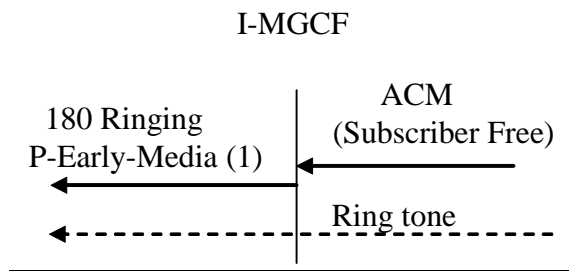 I-MGCF
180 Ringing
P-Early-Media (1)
ACM
(Subscriber Free)
Ring tone